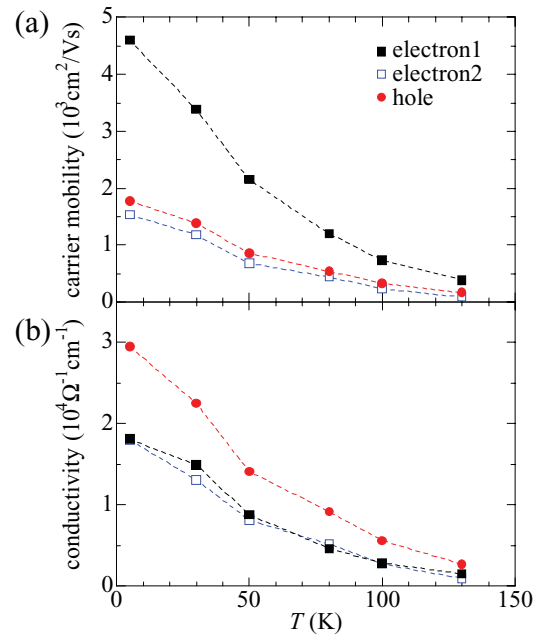 (a)
carrier mobility (10³cm²/Vs)
5
4
3
2
1
0
electron1
electron2
hole
(b)
conductivity (10⁴Ω⁻¹cm⁻¹)
3
2
1
0
0 50 100 150
T (K)